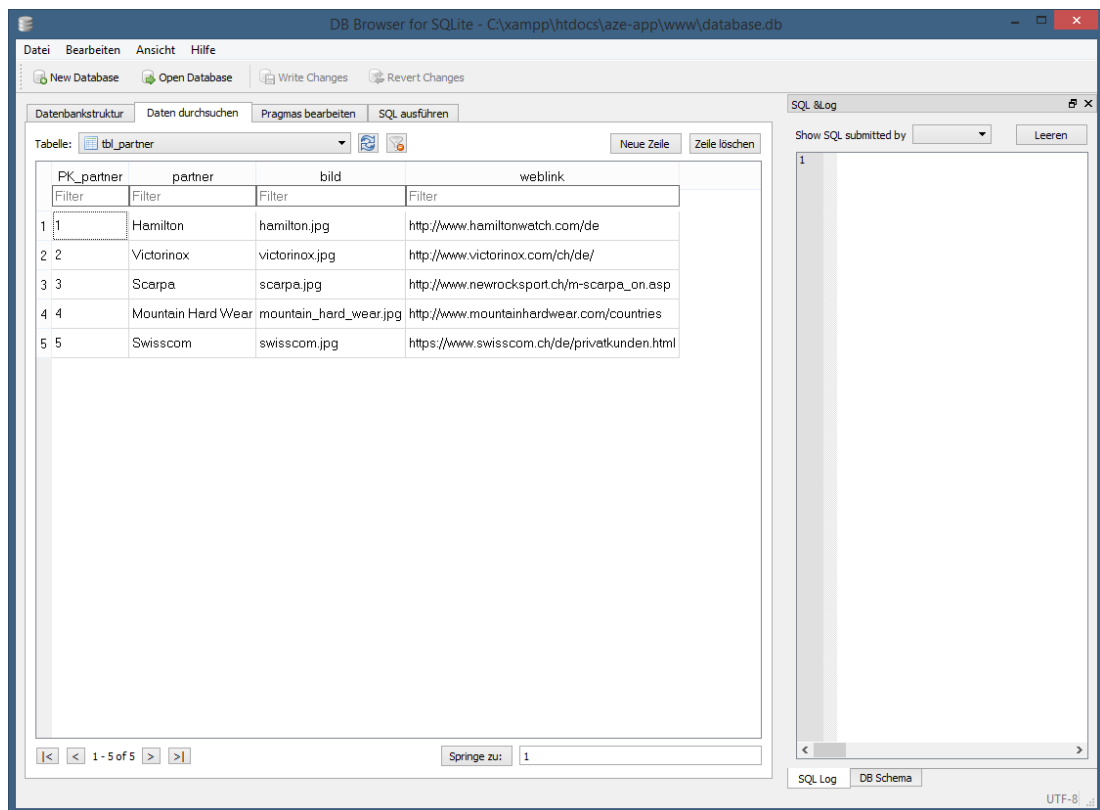 DB Browser for SQLite - C:\xampp\htdocs\aze-app\www\database.db
Datei Bearbeiten Ansicht Hilfe
New Database Open Database Write Changes Revert Changes
Datenbankstruktur Daten durchsuchen Pragmas bearbeiten SQL ausführen
Tabelle: tbl_partner Neue Zeile Zeile löschen
PK_partner partner bild weblink
Filter Filter Filter Filter
1 1 Hamilton hamilton.jpg http://www.hamiltonwatch.com/de
2 2 Victorinox victorinox.jpg http://www.victorinox.com/ch/de/
3 3 Scarpa scarpa.jpg http://www.newrocksport.ch/m-scarpa_on.asp
4 4 Mountain Hard Wear mountain_hard_wear.jpg http://www.mountainhardwear.com/countries
5 5 Swisscom swisscom.jpg https://www.swisscom.ch/de/privatkunden.html
|< < 1 - 5 of 5 > >| Springe zu: 1
SQL &Log
Show SQL submitted by Leeren
1
< >
SQL Log DB Schema
UTF-8